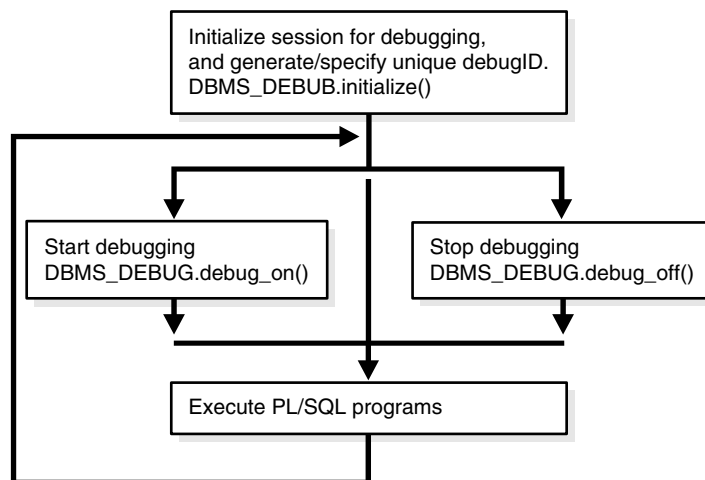 Initialize session for debugging,
and generate/specify unique debugID.
DBMS_DEBUB.initialize()
Start debugging
DBMS_DEBUG.debug_on()
Stop debugging
DBMS_DEBUG.debug_off()
Execute PL/SQL programs